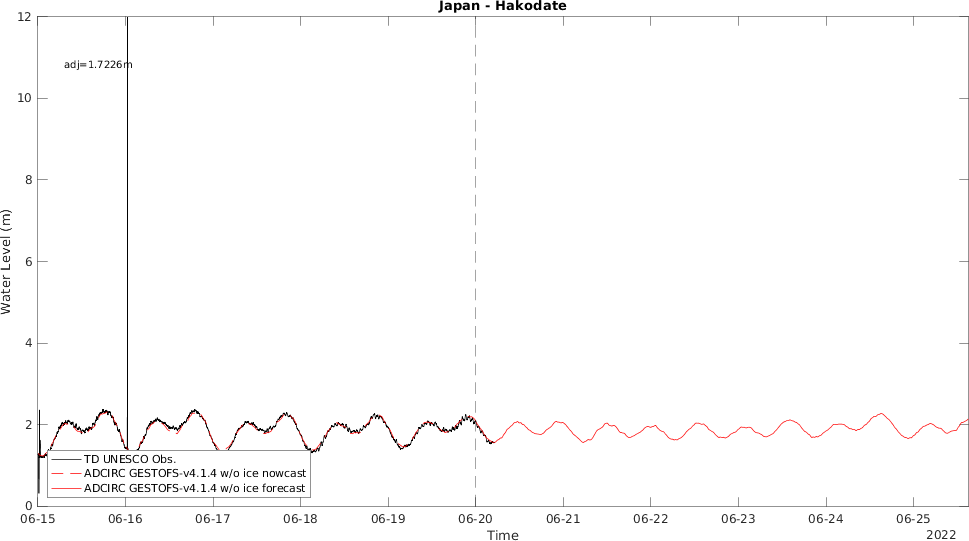 Japan - Hakodate
12
adj=1.7226m
10
8
6
4
2
0
Water Level (m)
TD UNESCO Obs.
ADCIRC GESTOFS-v4.1.4 w/o ice nowcast
ADCIRC GESTOFS-v4.1.4 w/o ice forecast
06-15 06-16 06-17 06-18 06-19 06-20 06-21 06-22 06-23 06-24 06-25
Time
2022